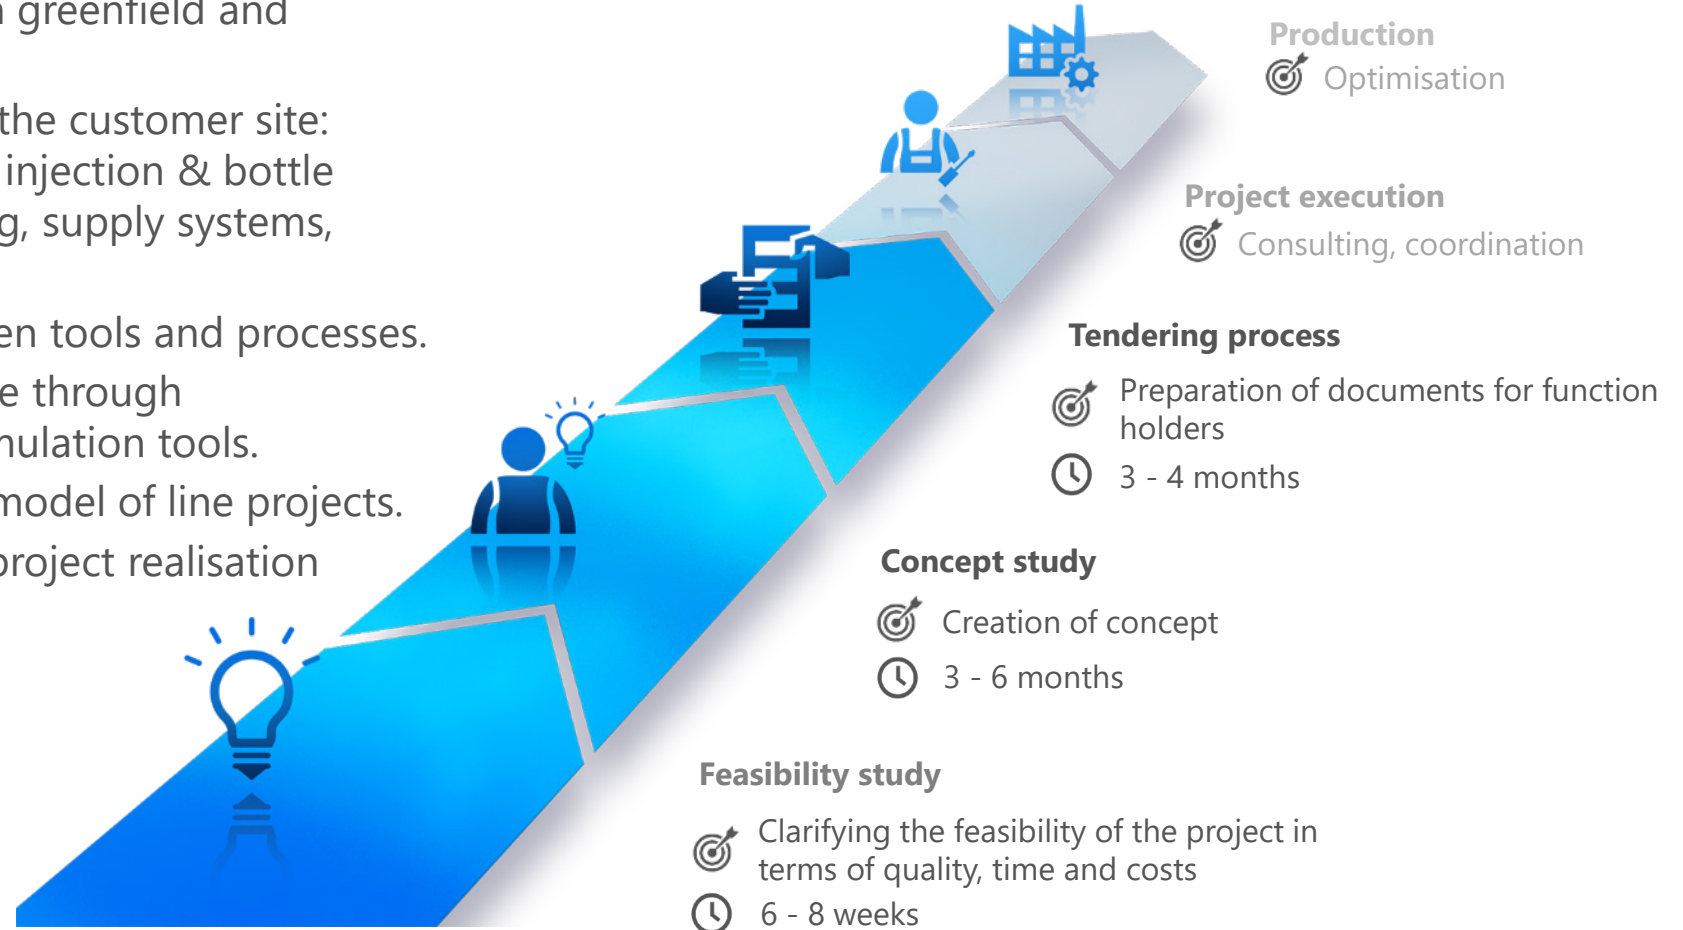 greenfield and
the customer site:
injection & bottle
supply systems,
tools and processes.
through
tools.
model of line projects.
project realisation
Production
Optimisation
Project execution
Consulting, coordination
Tendering process
Preparation of documents for function
holders
3 - 4 months
Concept study
Creation of concept
3 - 6 months
Feasibility study
Clarifying the feasibility of the project in
terms of quality, time and costs
6 - 8 weeks